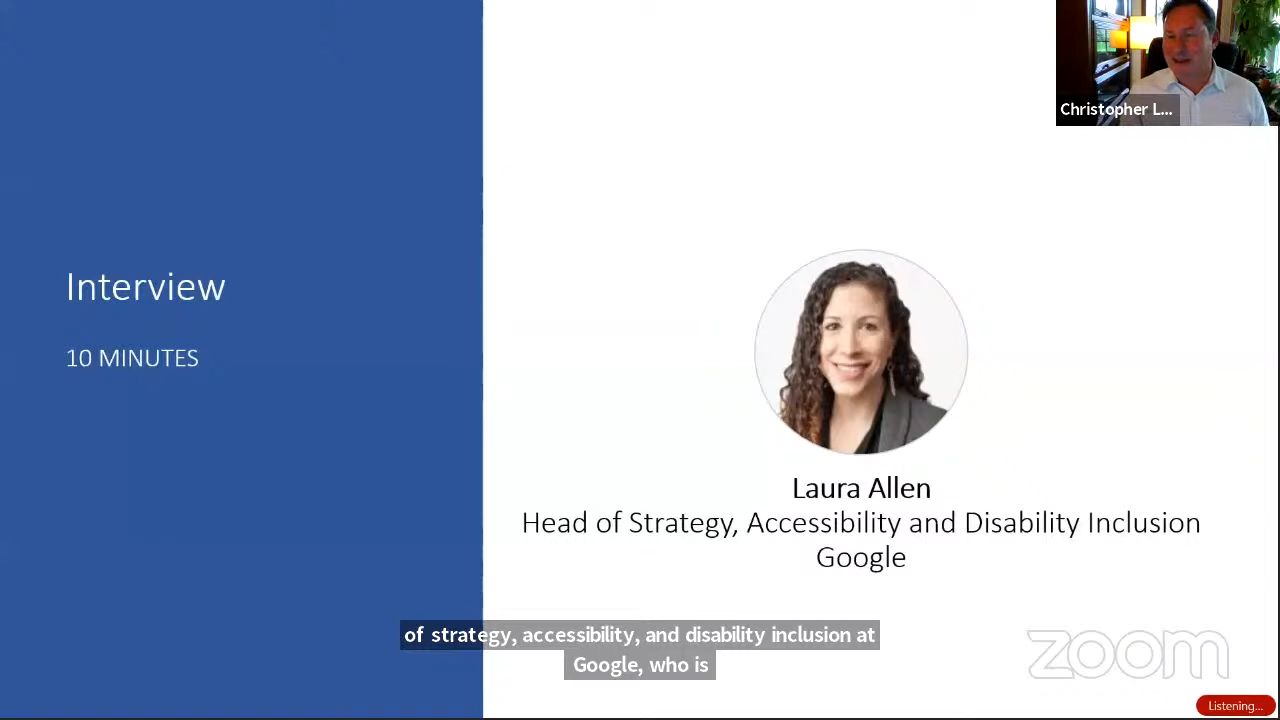 Christopher L...
Interview
10 MINUTES
Laura Allen
Head of Strategy, Accessibility and Disability Inclusion
Google
of strategy, accessibility, and disability inclusion at
Google, who is
zoom
Listening...